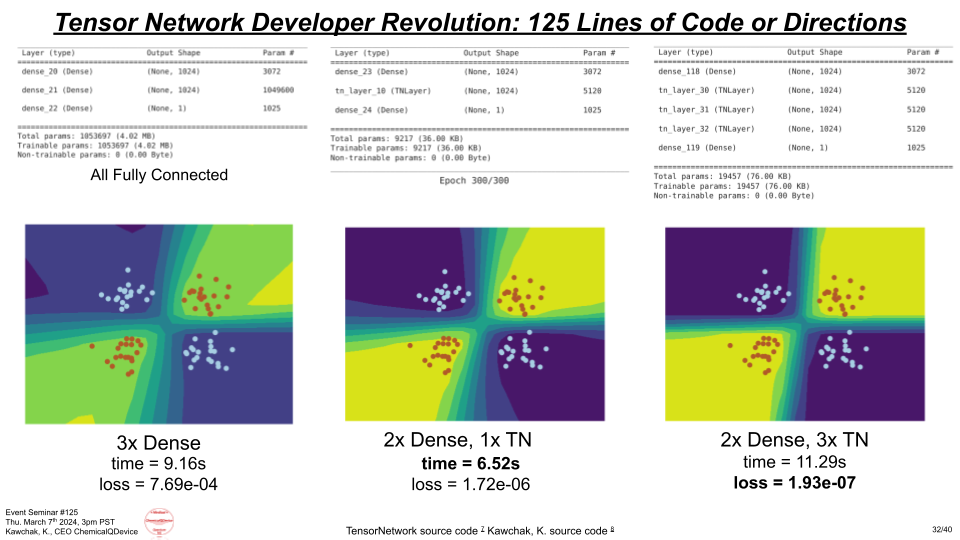 Tensor Network Developer Revolution: 125 Lines of Code or Directions
Layer (type) Output Shape Param #
dense_20 (Dense) (None, 1024) 3072
dense_21 (Dense) (None, 1024) 1049600
dense_22 (Dense) (None, 1) 1025
Total params: 1053697 (4.02 MB)
Trainable params: 1053697 (4.02 MB)
Non-trainable params: 0 (0.00 Byte)
All Fully Connected
Layer (type) Output Shape Param #
dense_23 (Dense) (None, 1024) 3072
tn_layer_10 (TNLayer) (None, 1024) 5120
dense_24 (Dense) (None, 1) 1025
Total params: 9217 (36.00 KB)
Trainable params: 9217 (36.00 KB)
Non-trainable params: 0 (0.00 Byte)
Epoch 300/300
Layer (type) Output Shape Param #
dense_118 (Dense) (None, 1024) 3072
tn_layer_30 (TNLayer) (None, 1024) 5120
tn_layer_31 (TNLayer) (None, 1024) 5120
tn_layer_32 (TNLayer) (None, 1024) 5120
dense_119 (Dense) (None, 1) 1025
Total params: 19457 (76.00 KB)
Trainable params: 19457 (76.00 KB)
Non-trainable params: 0 (0.00 Byte)
3x Dense
time = 9.16s
loss = 7.69e-04
2x Dense, 1x TN
time = 6.52s
loss = 1.72e-06
2x Dense, 3x TN
time = 11.29s
loss = 1.93e-07
Event Seminar #125
Thu. March 7th 2024, 3pm PST
Kawchak, K., CEO ChemicalQDevice
ChemicalQDevice
TensorNetwork source code 7 Kawchak, K. source code 8
32/40